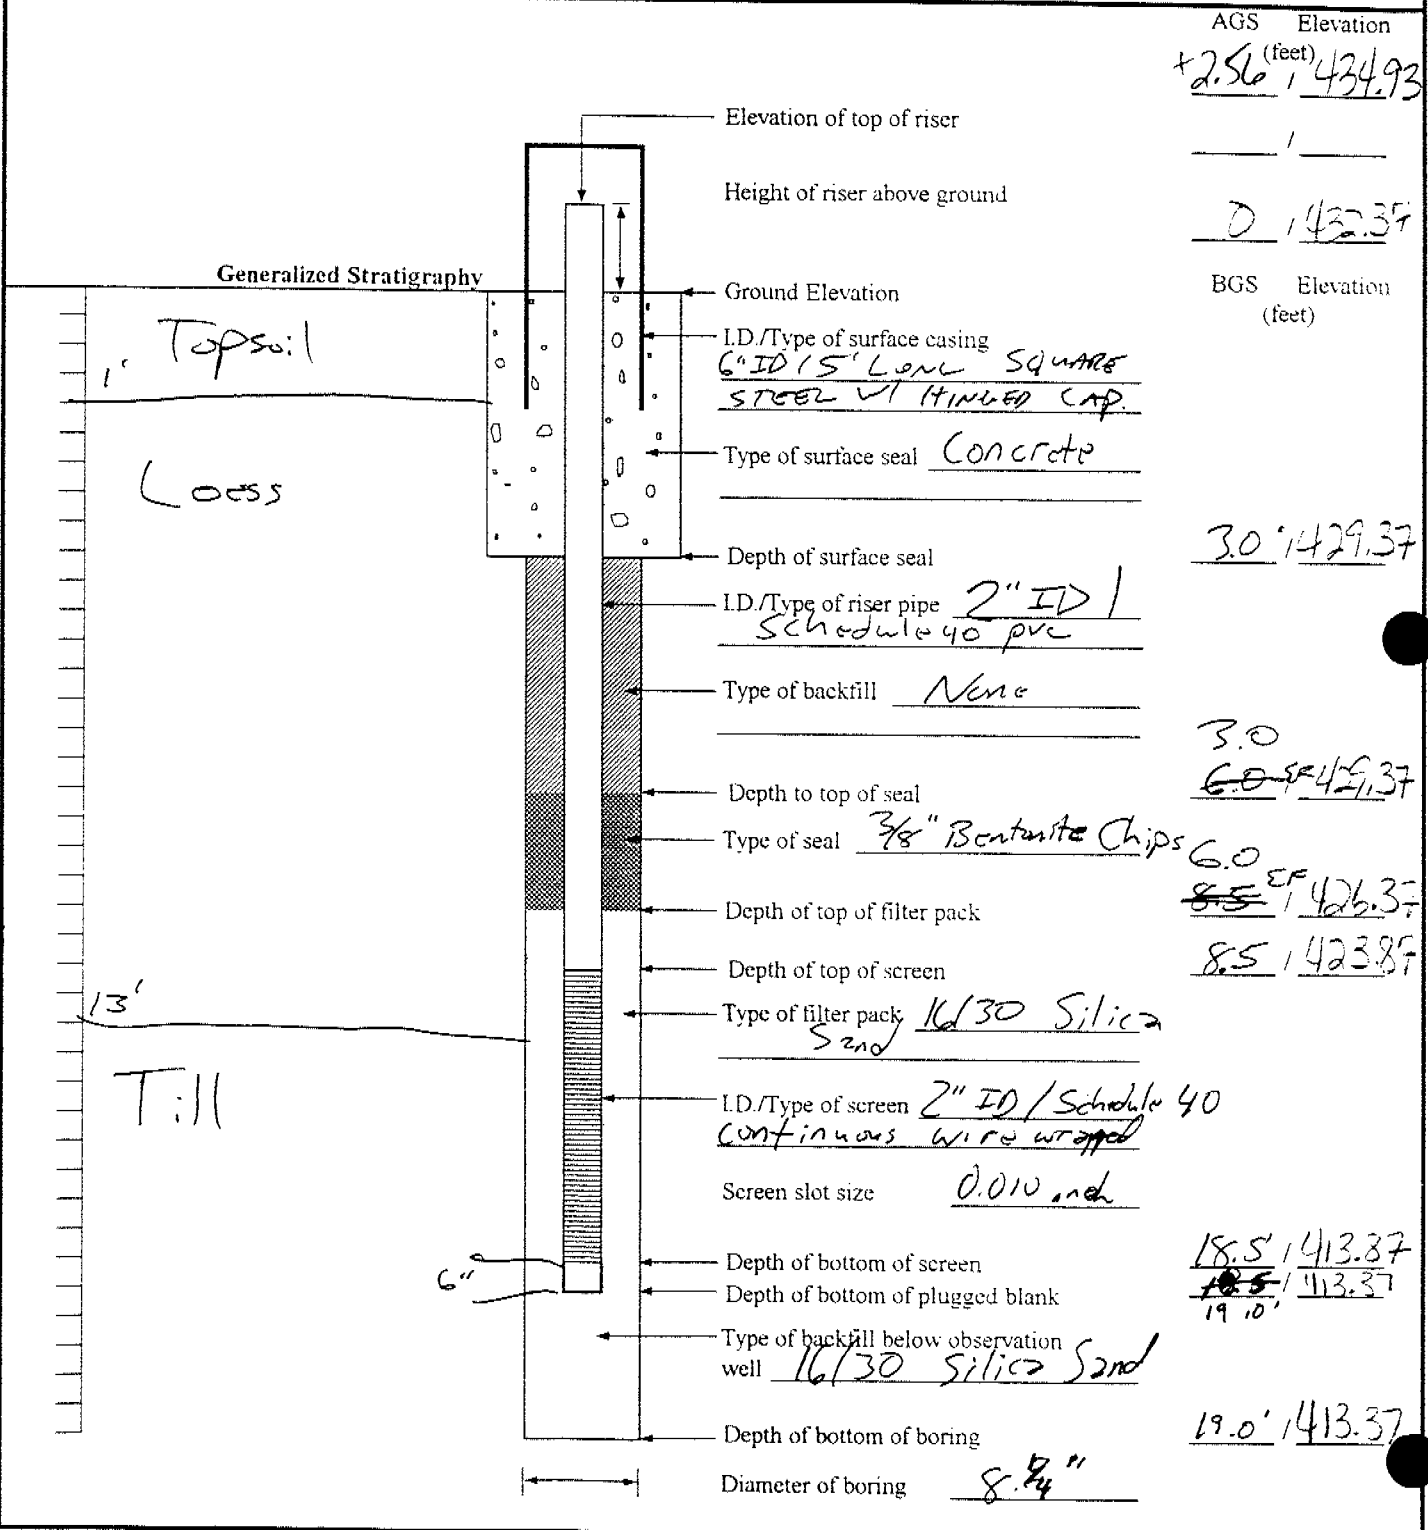 AGS Elevation
(feet)
+2.56 / 434.93
Elevation of top of riser
/
Height of riser above ground
0 / 432.37
Generalized Stratigraphy
Ground Elevation
BGS Elevation
(feet)
Topsoil
1'
I.D./Type of surface casing
6" ID / 5' LONG SQUARE
STEEL W/ HINGED CAP.
Type of surface seal Concrete
Loess
Depth of surface seal 3.0 ' / 429.37
I.D./Type of riser pipe 2" ID /
Schedule 40 pvc
Type of backfill None
3.0
Depth to top of seal 6.0 / 429.37
Type of seal 3/8" Bentonite Chips
6.0
Depth of top of filter pack 8.5 EF / 426.37
Depth of top of screen 8.5 / 423.87
13'
Type of filter pack 16/30 Silica
Sand
Till
I.D./Type of screen 2" ID / Schedule 40
continuous wire wrapped
Screen slot size 0.010 inch
6"
Depth of bottom of screen 18.5' / 413.87
Depth of bottom of plugged blank / 413.37
Type of backfill below observation
well 16/30 Silica Sand
Depth of bottom of boring 19.0' / 413.37
Diameter of boring